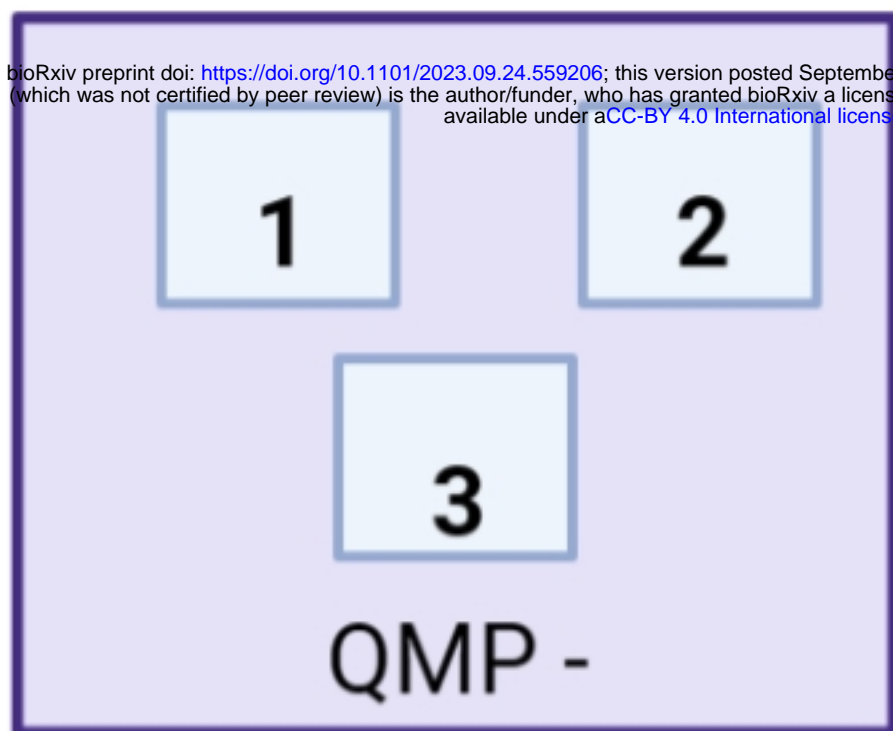 bioRxiv preprint doi: https://doi.org/10.1101/2023.09.24.559206; this version posted Septembe
(which was not certified by peer review) is the author/funder, who has granted bioRxiv a licens
available under aCC-BY 4.0 International licens
1
2
3
QMP -